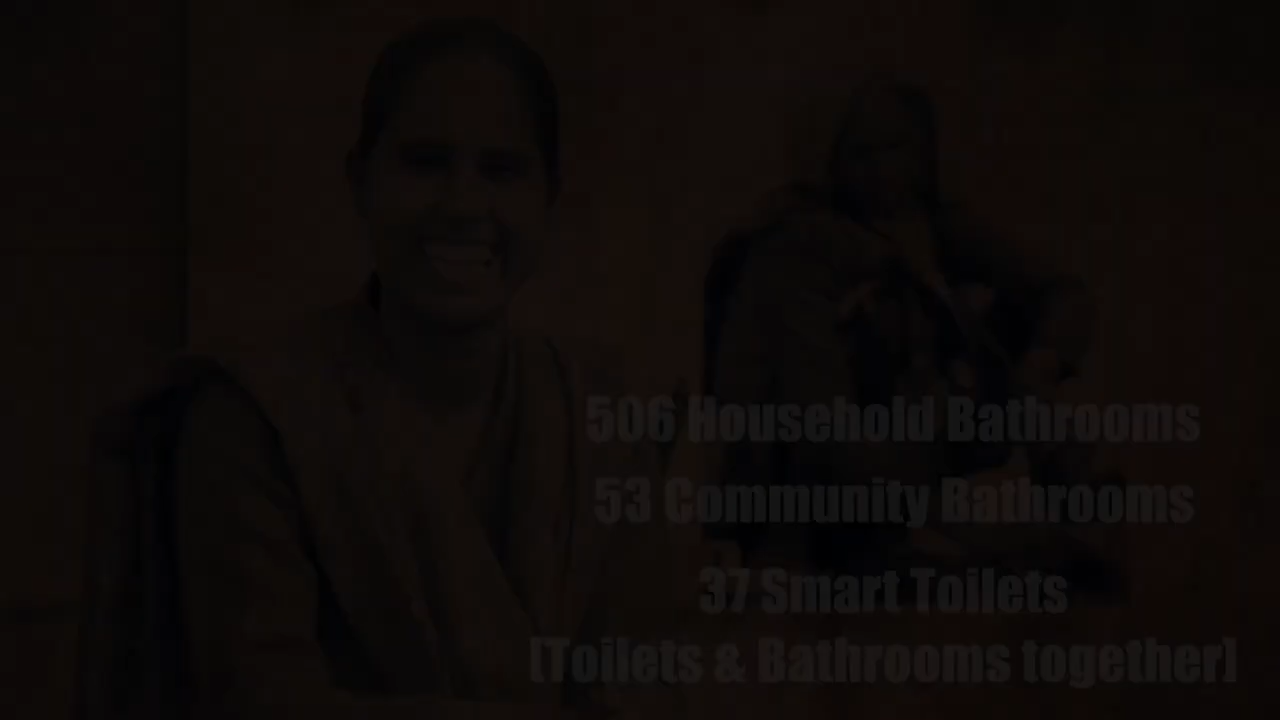 506 Household Bathrooms
53 Community Bathrooms
37 Smart Toilets
[Toilets & Bathrooms together]